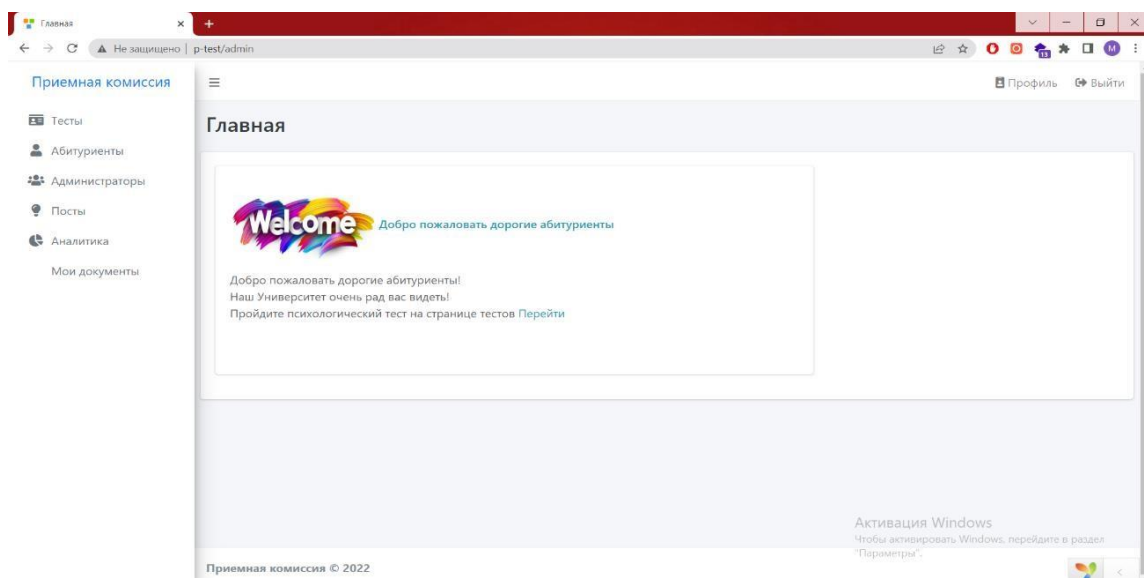 Главная
Не защищено | p-test/admin
13
M
Приемная комиссия
Профиль
Выйти
Тесты
Главная
Абитуриенты
Администраторы
Посты
Аналитика
Мои документы
Welcome
Добро пожаловать дорогие абитуриенты
Добро пожаловать дорогие абитуриенты!
Наш Университет очень рад вас видеть!
Пройдите психологический тест на странице тестов Перейти
Активация Windows
Чтобы активировать Windows, перейдите в раздел
"Параметры".
Приемная комиссия © 2022